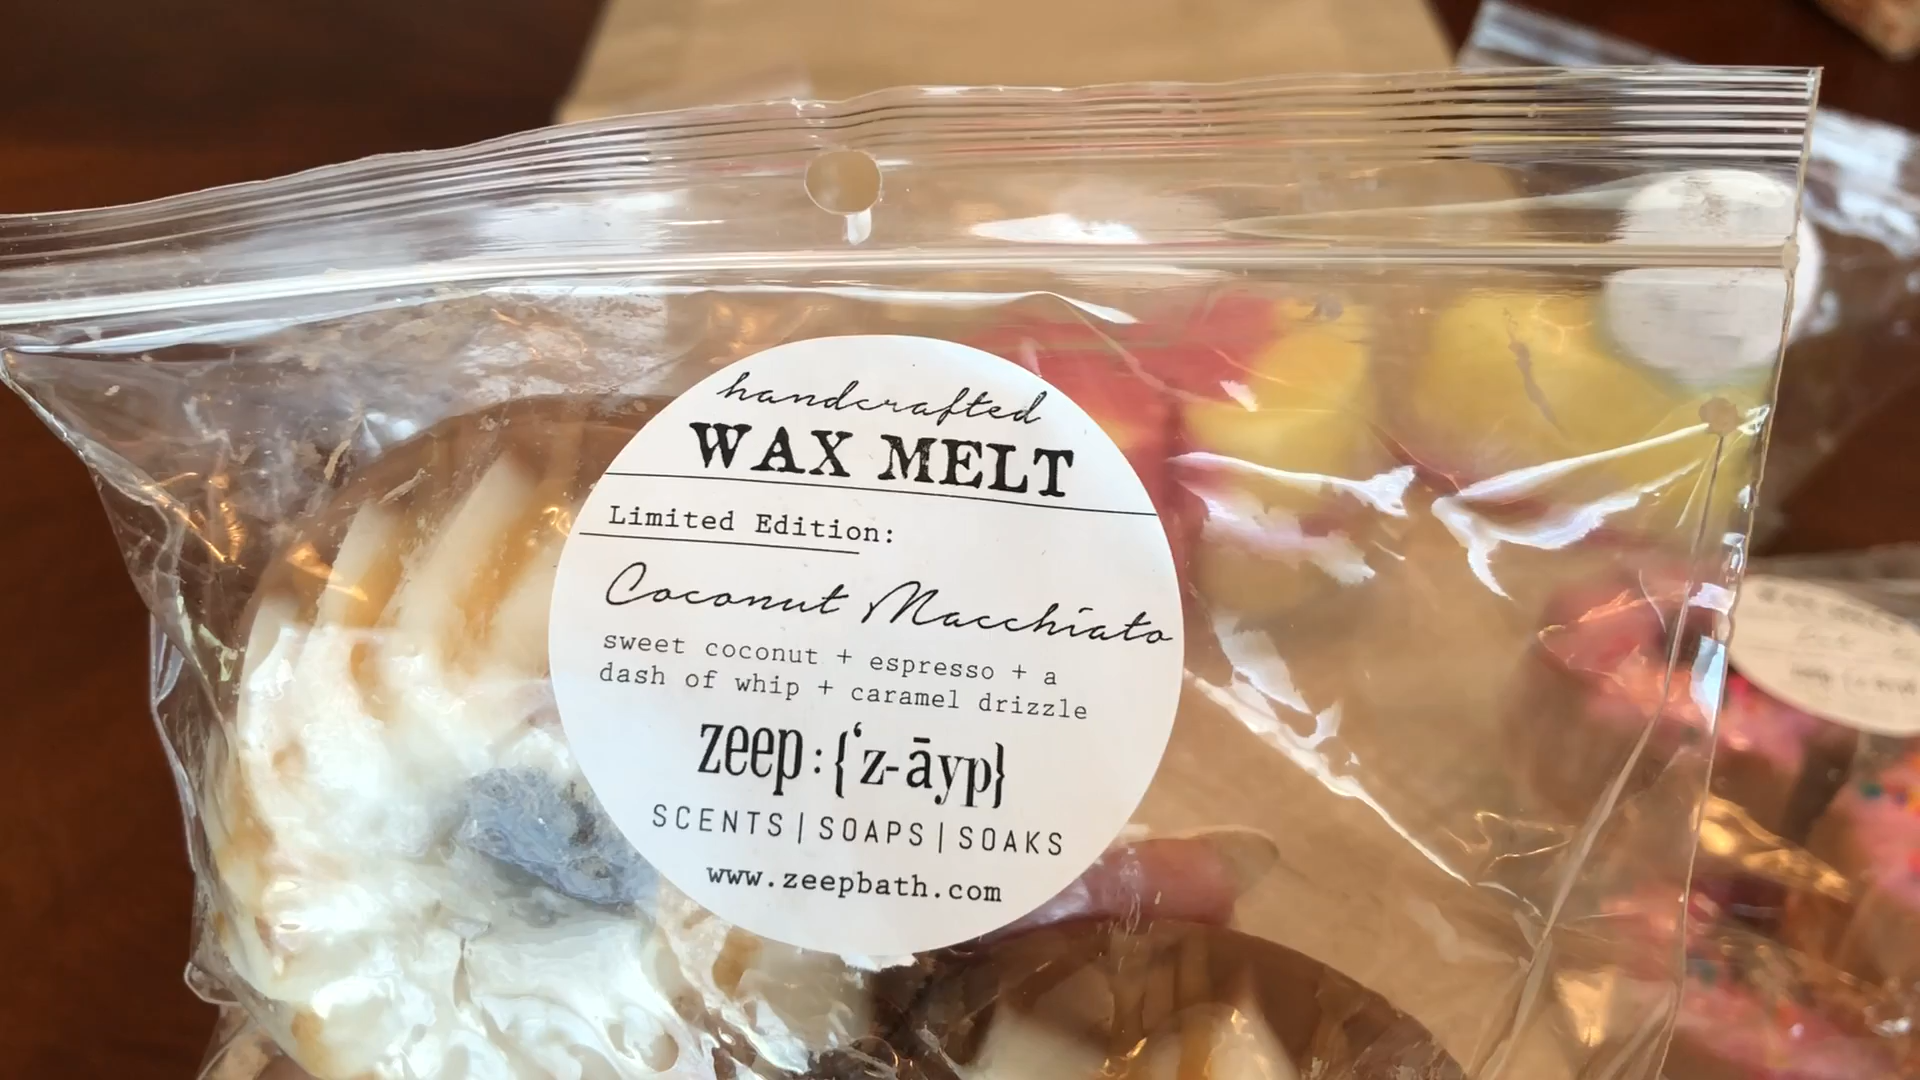 handcrafted
WAX MELT
Limited Edition:
Coconut Macchiato
sweet coconut + espresso + a
dash of whip + caramel drizzle
zeep:{ʻz-āyp}
SCENTS|SOAPS|SOAKS
www.zeepbath.com